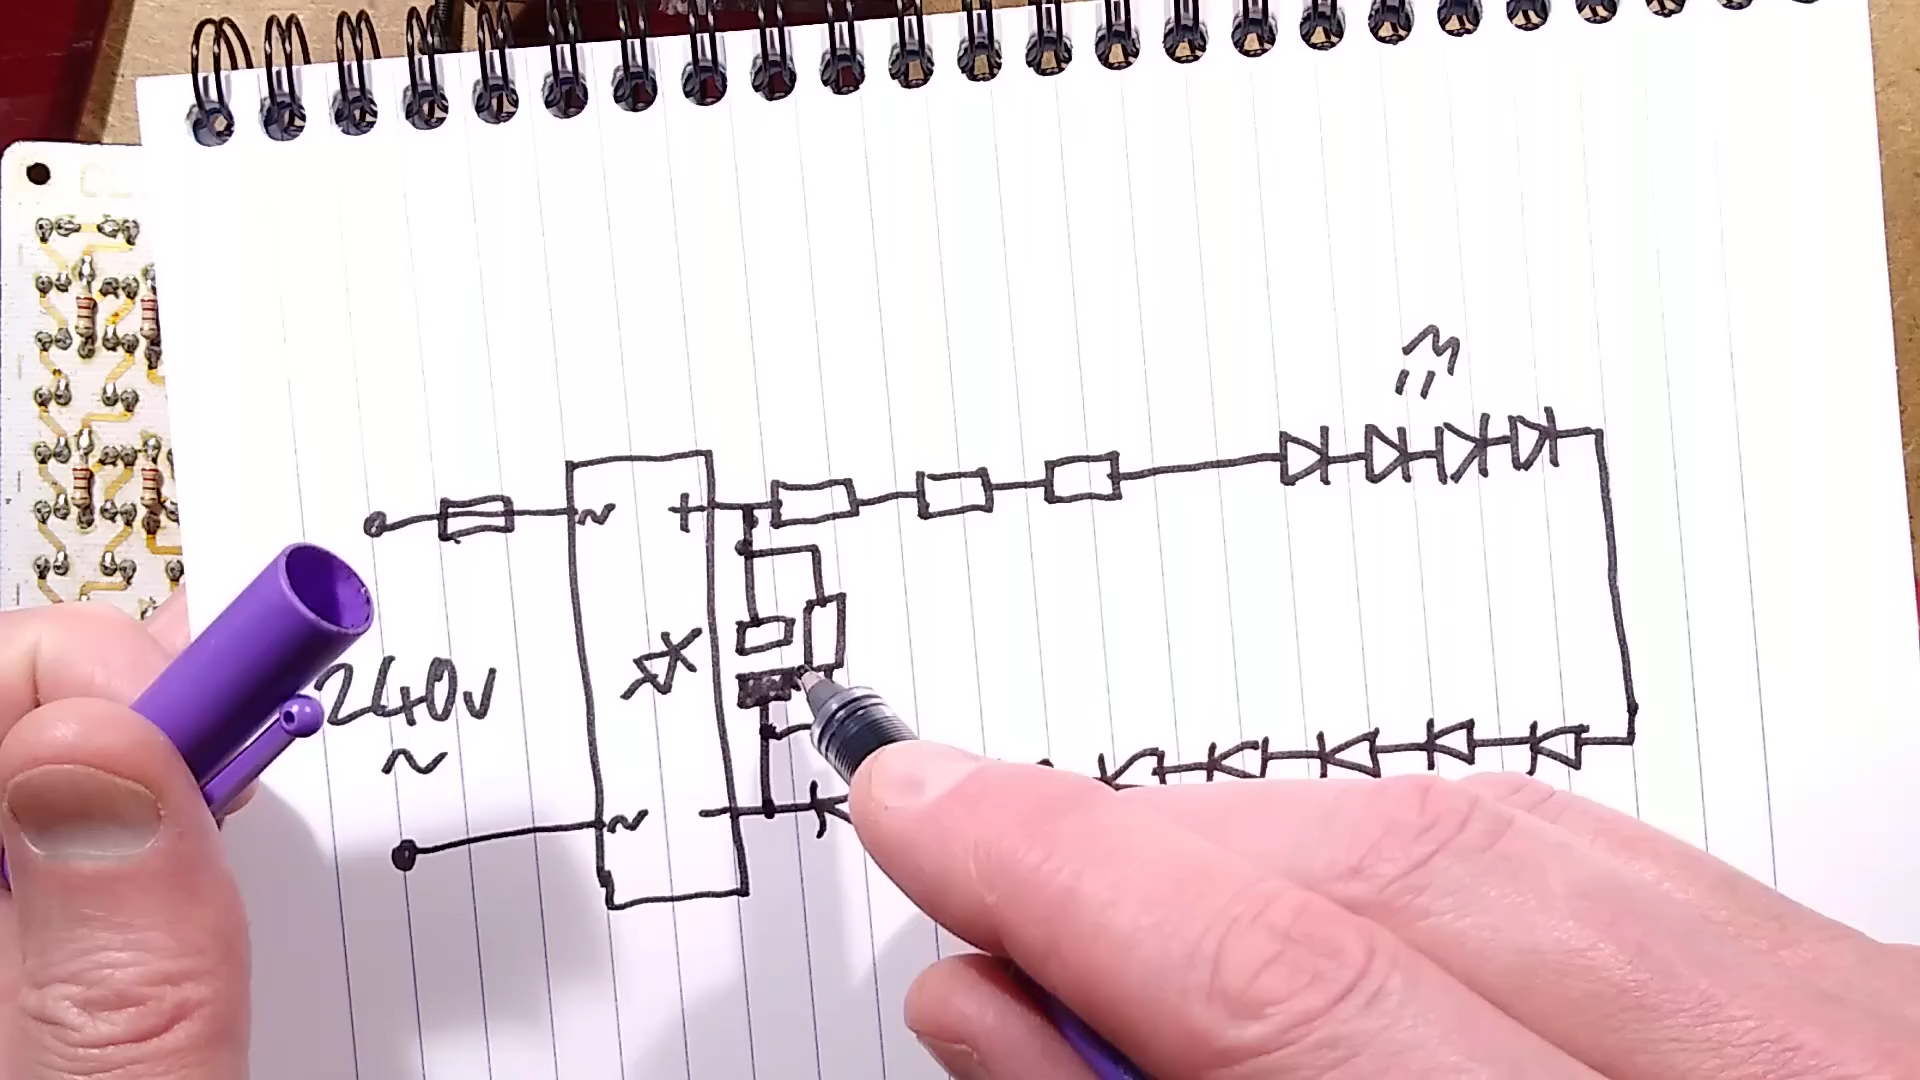 ~ +
240v
~
~ -